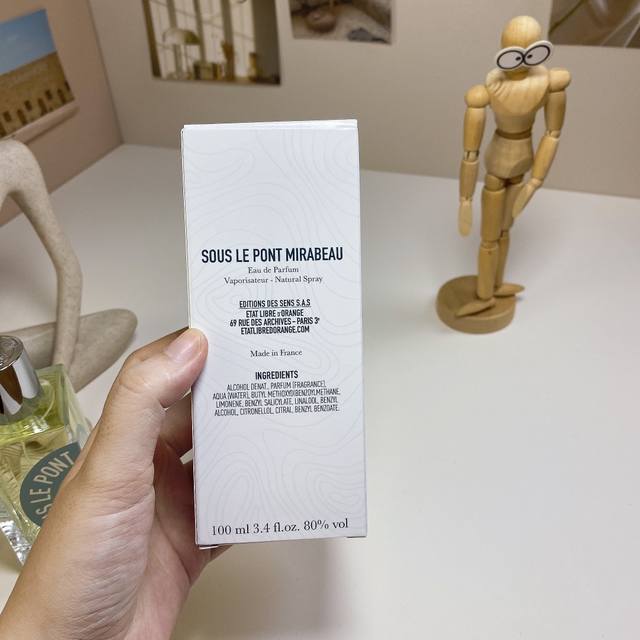 SOUS LE PONT MIRABEAU
Eau de Parfum
Vaporisateur - Natural Spray
EDITIONS DES SENS S.A.S
ETAT LIBRE D'ORANGE
69 RUE DES ARCHIVES - PARIS 3e
ETATLIBREDORANGE.COM
Made in France
INGREDIENTS
ALCOHOL DENAT., PARFUM (FRAGRANCE),
AQUA (WATER), BUTYL METHOXYDIBENZOYLMETHANE,
LIMONENE, BENZYL SALICYLATE, LINALOOL, BENZYL
ALCOHOL, CITRONELLOL, CITRAL, BENZYL BENZOATE.
100 ml 3.4 fl.oz. 80% vol
S LE PONT